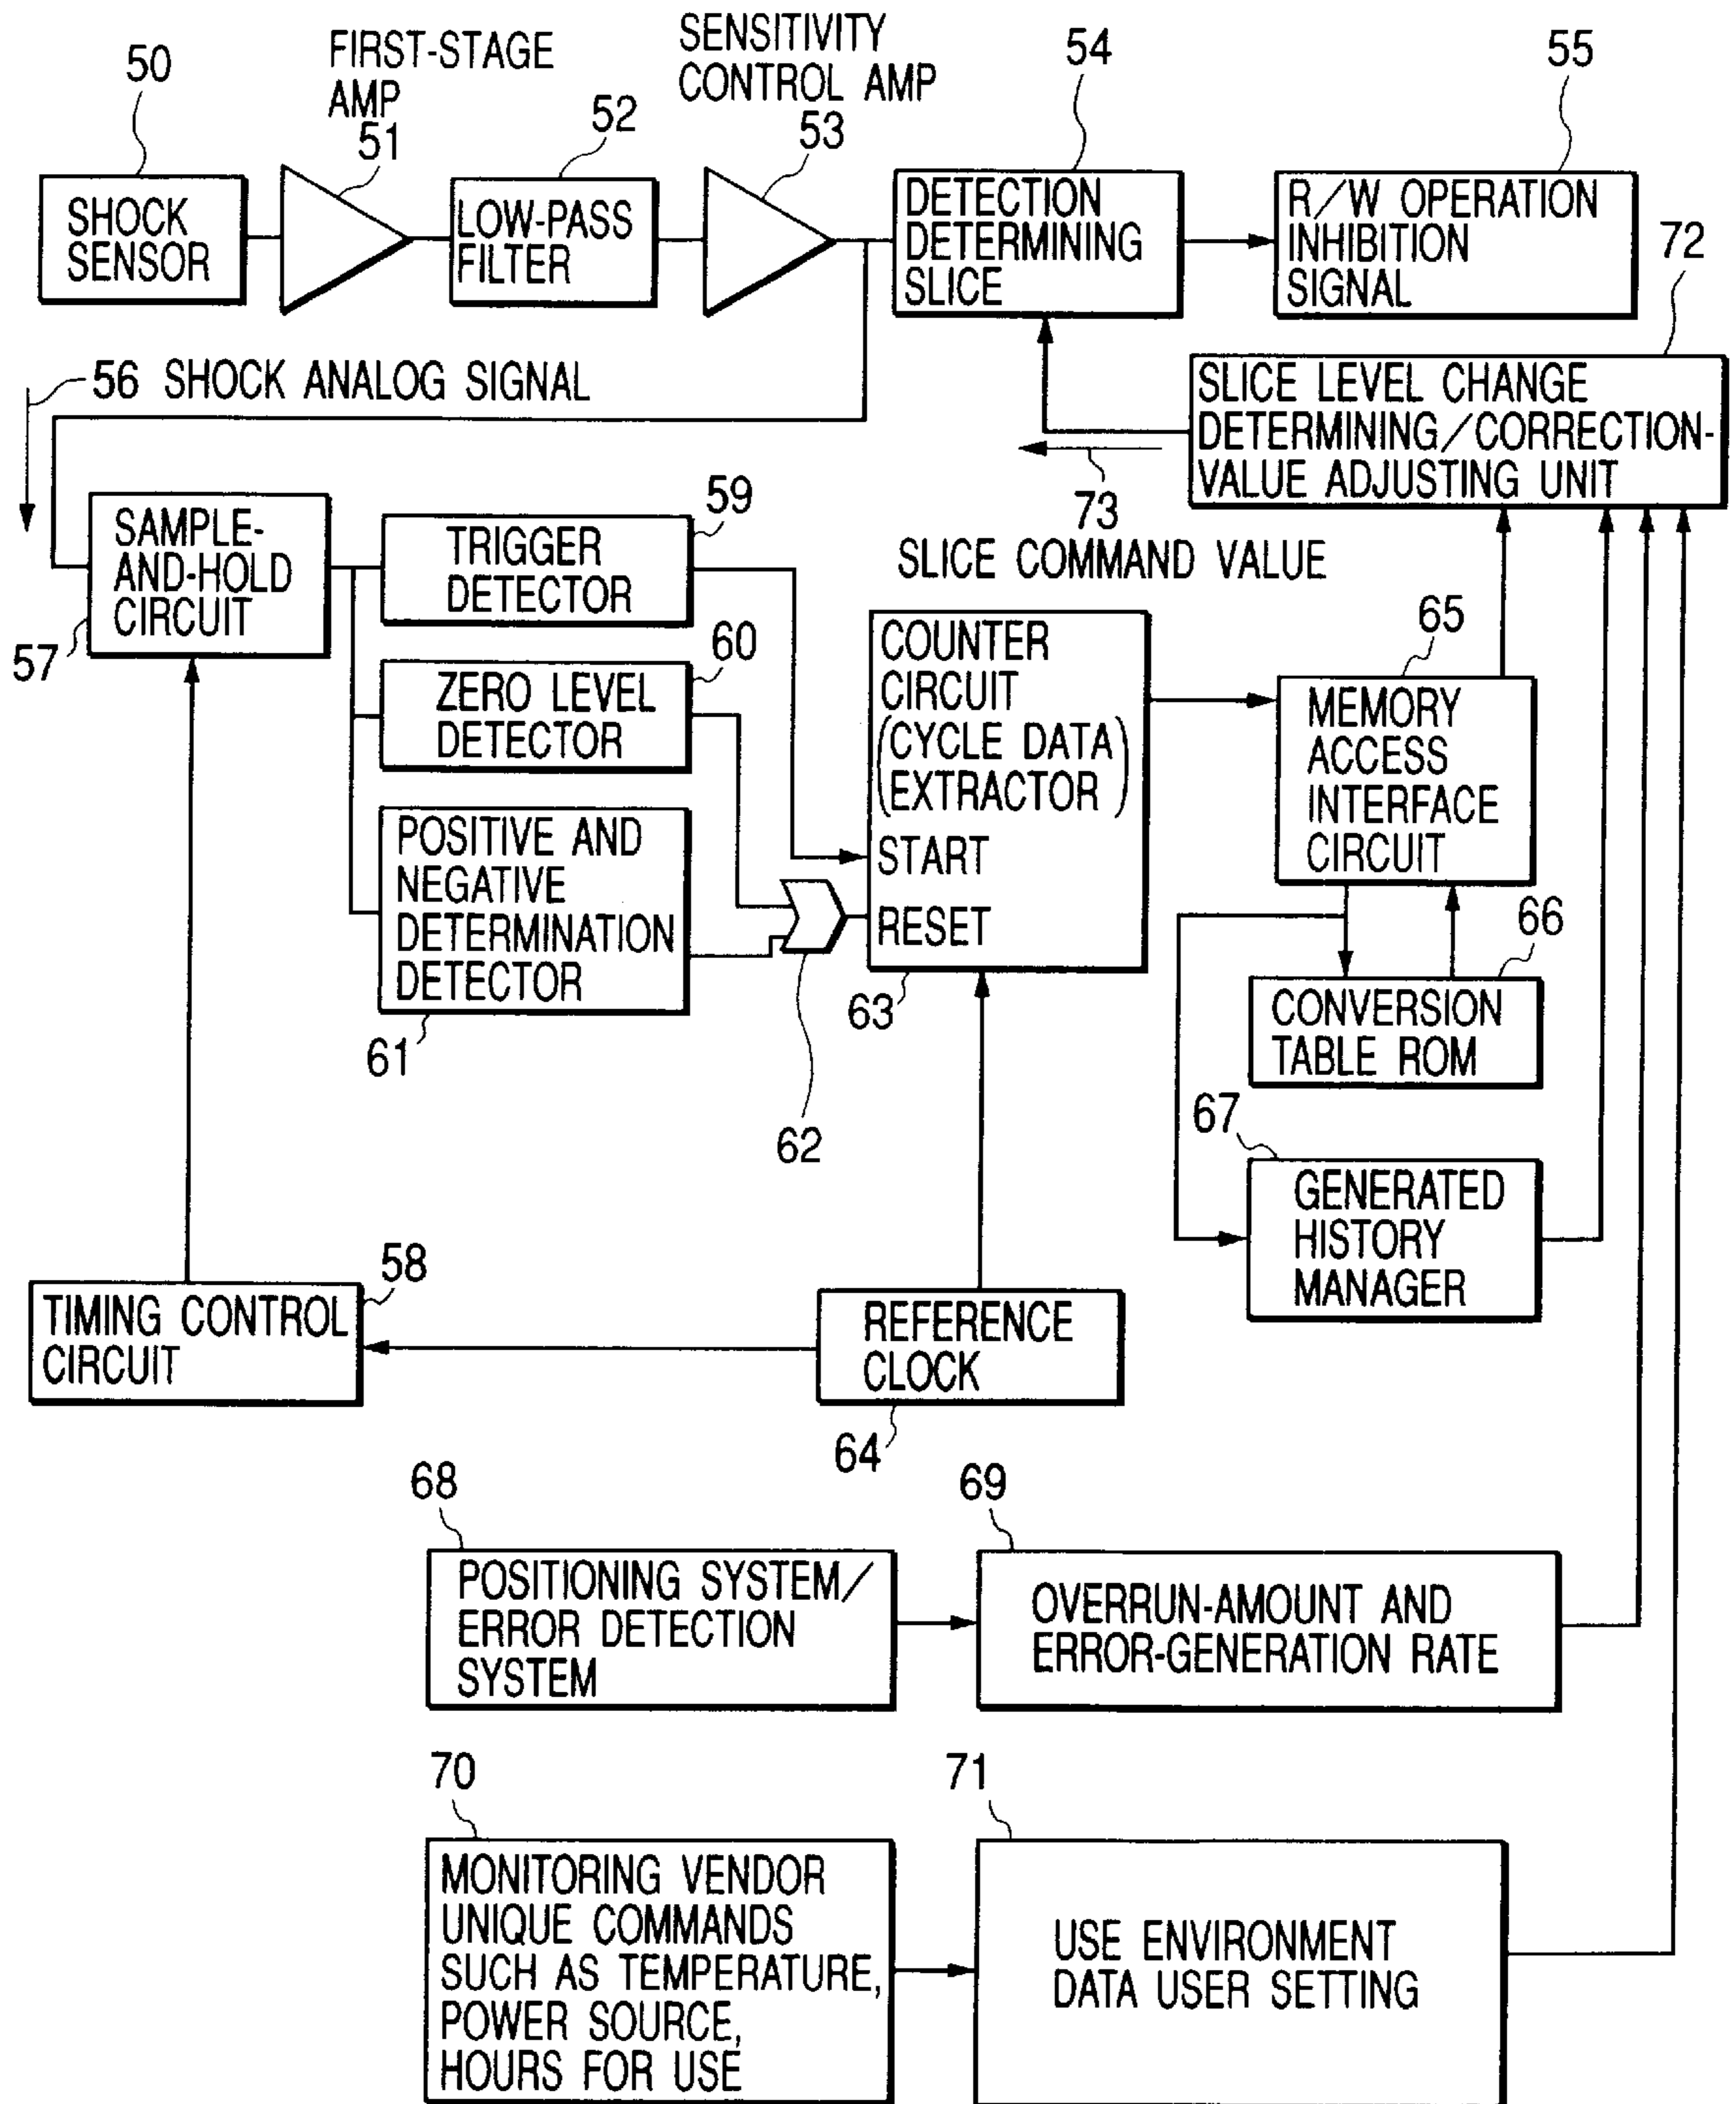 50
FIRST-STAGE
AMP
51
52
SENSITIVITY
CONTROL AMP
53
54
55
SHOCK
SENSOR
LOW-PASS
FILTER
DETECTION
DETERMINING
SLICE
R/W OPERATION
INHIBITION
SIGNAL
72
56 SHOCK ANALOG SIGNAL
SLICE LEVEL CHANGE
DETERMINING/CORRECTION-
VALUE ADJUSTING UNIT
73
SLICE COMMAND VALUE
SAMPLE-
AND-HOLD
CIRCUIT
57
59
TRIGGER
DETECTOR
60
ZERO LEVEL
DETECTOR
POSITIVE AND
NEGATIVE
DETERMINATION
DETECTOR
61
62
COUNTER
CIRCUIT
(CYCLE DATA)
(EXTRACTOR)
START
RESET
63
65
MEMORY
ACCESS
INTERFACE
CIRCUIT
66
CONVERSION
TABLE ROM
67
GENERATED
HISTORY
MANAGER
58
TIMING CONTROL
CIRCUIT
REFERENCE
CLOCK
64
68
POSITIONING SYSTEM/
ERROR DETECTION
SYSTEM
69
OVERRUN-AMOUNT AND
ERROR-GENERATION RATE
70
MONITORING VENDOR
UNIQUE COMMANDS
SUCH AS TEMPERATURE,
POWER SOURCE,
HOURS FOR USE
71
USE ENVIRONMENT
DATA USER SETTING